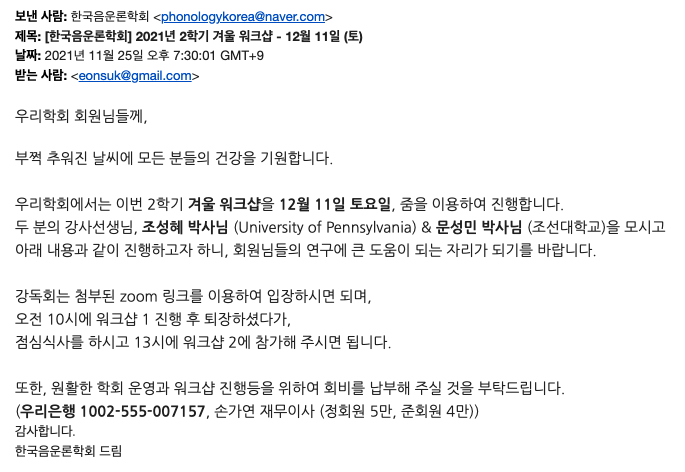 보낸 사람: 한국음운론학회 <phonologykorea@naver.com>
제목: [한국음운론학회] 2021년 2학기 겨울 워크샵 - 12월 11일 (토)
날짜: 2021년 11월 25일 오후 7:30:01 GMT+9
받는 사람: <eonsuk@gmail.com>
우리학회 회원님들께,
부쩍 추워진 날씨에 모든 분들의 건강을 기원합니다.
우리학회에서는 이번 2학기 겨울 워크샵을 12월 11일 토요일, 줌을 이용하여 진행합니다.
두 분의 강사선생님, 조성혜 박사님 (University of Pennsylvania) & 문성민 박사님 (조선대학교)을 모시고
아래 내용과 같이 진행하고자 하니, 회원님들의 연구에 큰 도움이 되는 자리가 되기를 바랍니다.
강독회는 첨부된 zoom 링크를 이용하여 입장하시면 되며,
오전 10시에 워크샵 1 진행 후 퇴장하셨다가,
점심식사를 하시고 13시에 워크샵 2에 참가해 주시면 됩니다.
또한, 원활한 학회 운영과 워크샵 진행등을 위하여 회비를 납부해 주실 것을 부탁드립니다.
(우리은행 1002-555-007157, 손가연 재무이사 (정회원 5만, 준회원 4만))
감사합니다.
한국음운론학회 드림